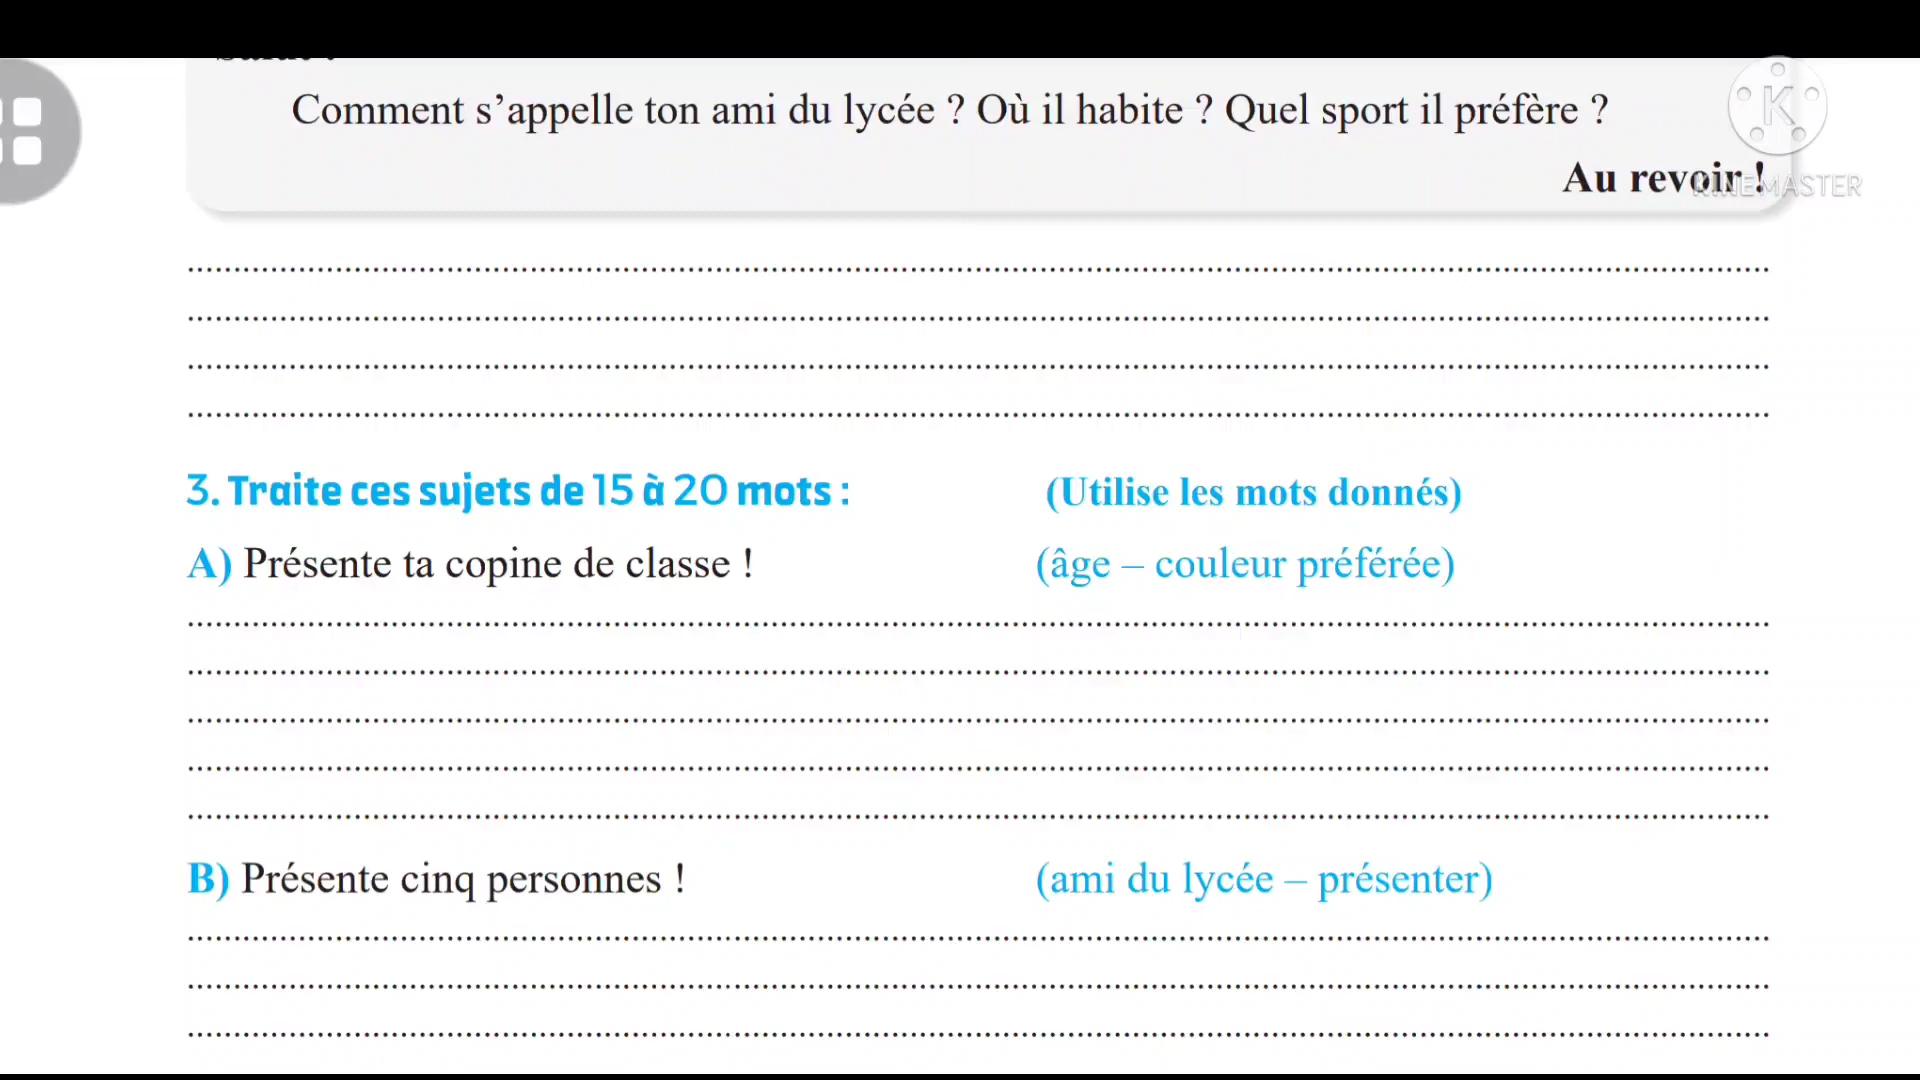 Comment s’appelle ton ami du lycée ? Où il habite ? Quel sport il préfère ?
Au revoir !
KINEMASTER
3. Traite ces sujets de 15 à 20 mots : (Utilise les mots donnés)
A) Présente ta copine de classe ! (âge – couleur préférée)
B) Présente cinq personnes ! (ami du lycée – présenter)